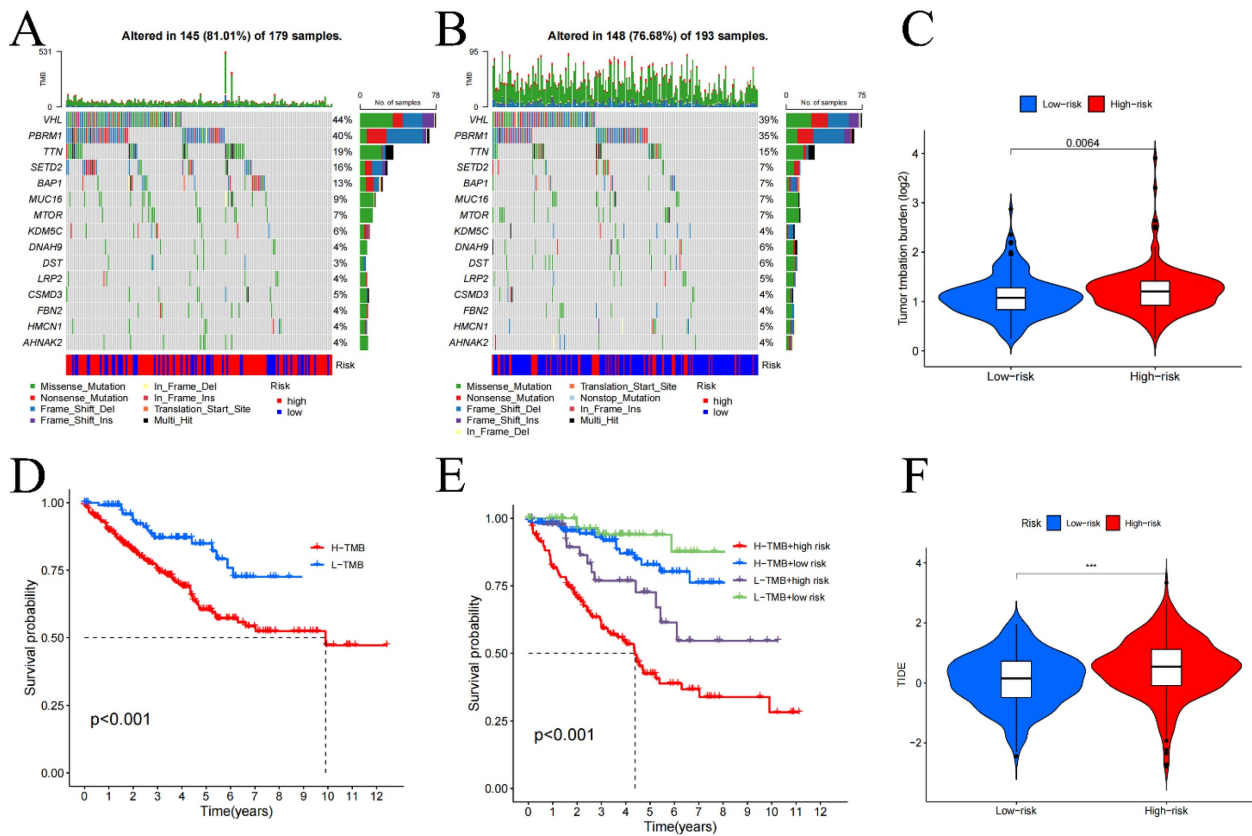 A
Altered in 145 (81.01%) of 179 samples.
531
TMB
0
0
78
No. of samples
VHL 44%
PBRM1 40%
TTN 19%
SETD2 16%
BAP1 13%
MUC16 9%
MTOR 7%
KDM5C 6%
DNAH9 4%
DST 3%
LRP2 4%
CSMD3 5%
FBN2 4%
HMCN1 4%
AHNAK2 4%
Risk
Missense_Mutation
Nonsense_Mutation
Frame_Shift_Del
Frame_Shift_Ins
In_Frame_Del
In_Frame_Ins
Translation_Start_Site
Multi_Hit
Risk
high
low
B
Altered in 148 (76.68%) of 193 samples.
95
TMB
0
0
75
No. of samples
VHL 39%
PBRM1 35%
TTN 15%
SETD2 7%
BAP1 7%
MUC16 7%
MTOR 7%
KDM5C 4%
DNAH9 6%
DST 6%
LRP2 5%
CSMD3 4%
FBN2 4%
HMCN1 5%
AHNAK2 4%
Risk
Missense_Mutation
Nonsense_Mutation
Frame_Shift_Del
Frame_Shift_Ins
In_Frame_Del
Translation_Start_Site
Nonstop_Mutation
In_Frame_Ins
Multi_Hit
Risk
high
low
C
Low-risk High-risk
0.0064
Tumor tmbation burden (log2)
4
3
2
1
0
Low-risk High-risk
D
Survival probability
1.00
0.75
0.50
0.25
0.00
H-TMB
L-TMB
p<0.001
0 1 2 3 4 5 6 7 8 9 10 11 12
Time(years)
E
Survival probability
1.00
0.75
0.50
0.25
0.00
H-TMB+high risk
H-TMB+low risk
L-TMB+high risk
L-TMB+low risk
p<0.001
0 1 2 3 4 5 6 7 8 9 10 11 12
Time(years)
F
Risk Low-risk High-risk
***
TIDE
2
0
-2
Low-risk High-risk